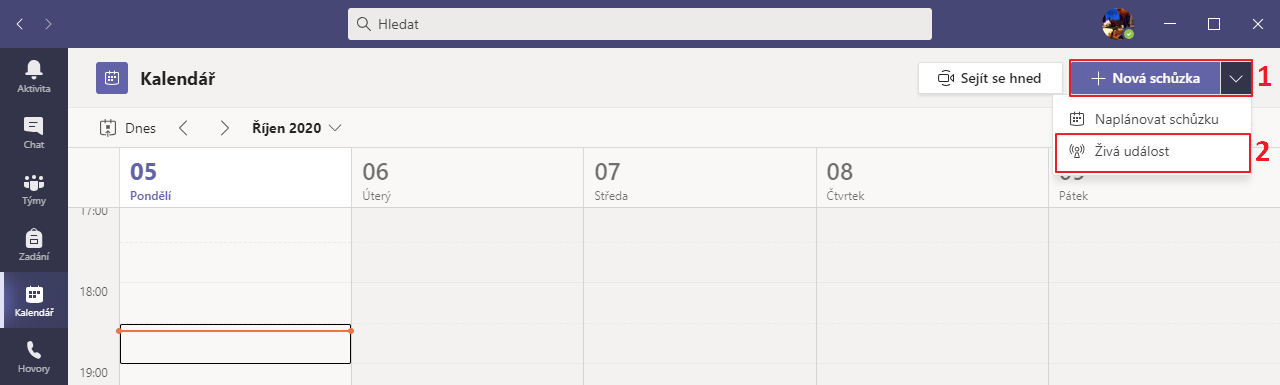 Hledat
Aktivita
Chat
Týmy
Zadání
Kalendář
Hovory
Kalendář
Sejít se hned
Nová schůzka
1
Naplánovat schůzku
Živá událost
2
Dnes
Říjen 2020
05
Pondělí
06
Úterý
07
Středa
08
Čtvrtek
09
Pátek
17:00
18:00
19:00